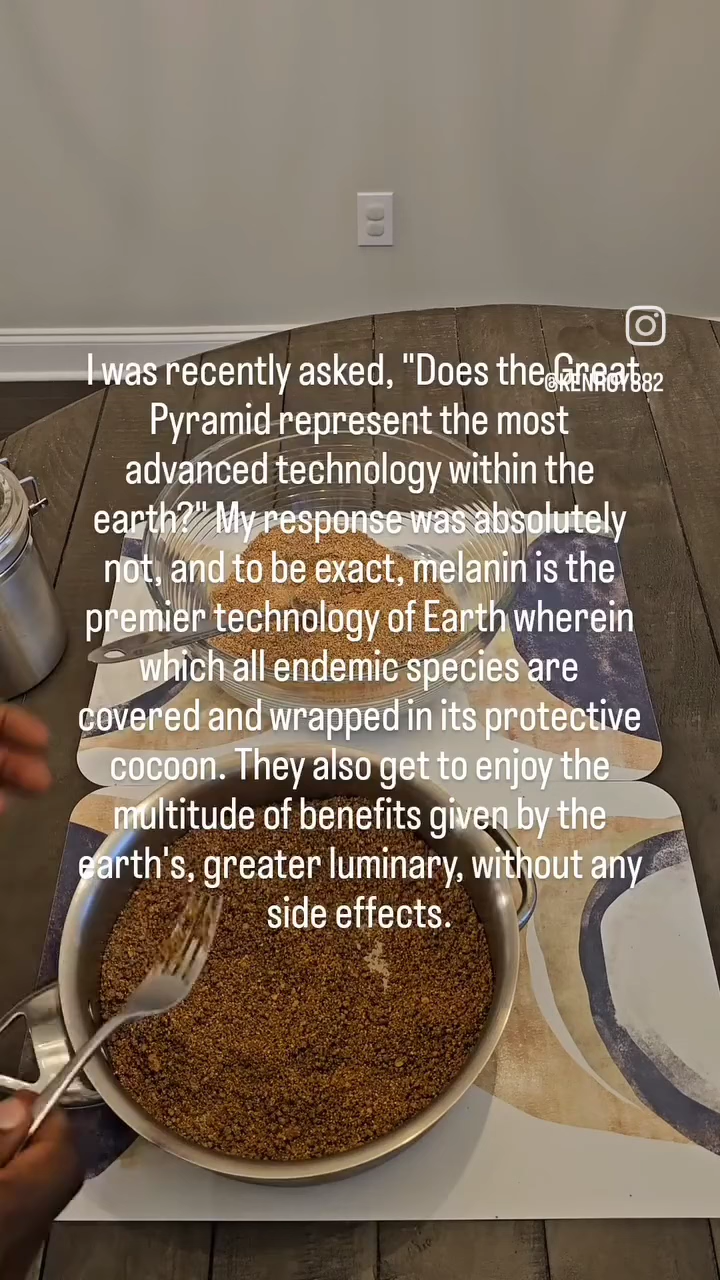 I was recently asked, "Does the Great
@KENROY882
Pyramid represent the most
advanced technology within the
earth?" My response was absolutely
not, and to be exact, melanin is the
premier technology of Earth wherein
which all endemic species are
covered and wrapped in its protective
cocoon. They also get to enjoy the
multitude of benefits given by the
earth's, greater luminary, without any
side effects.